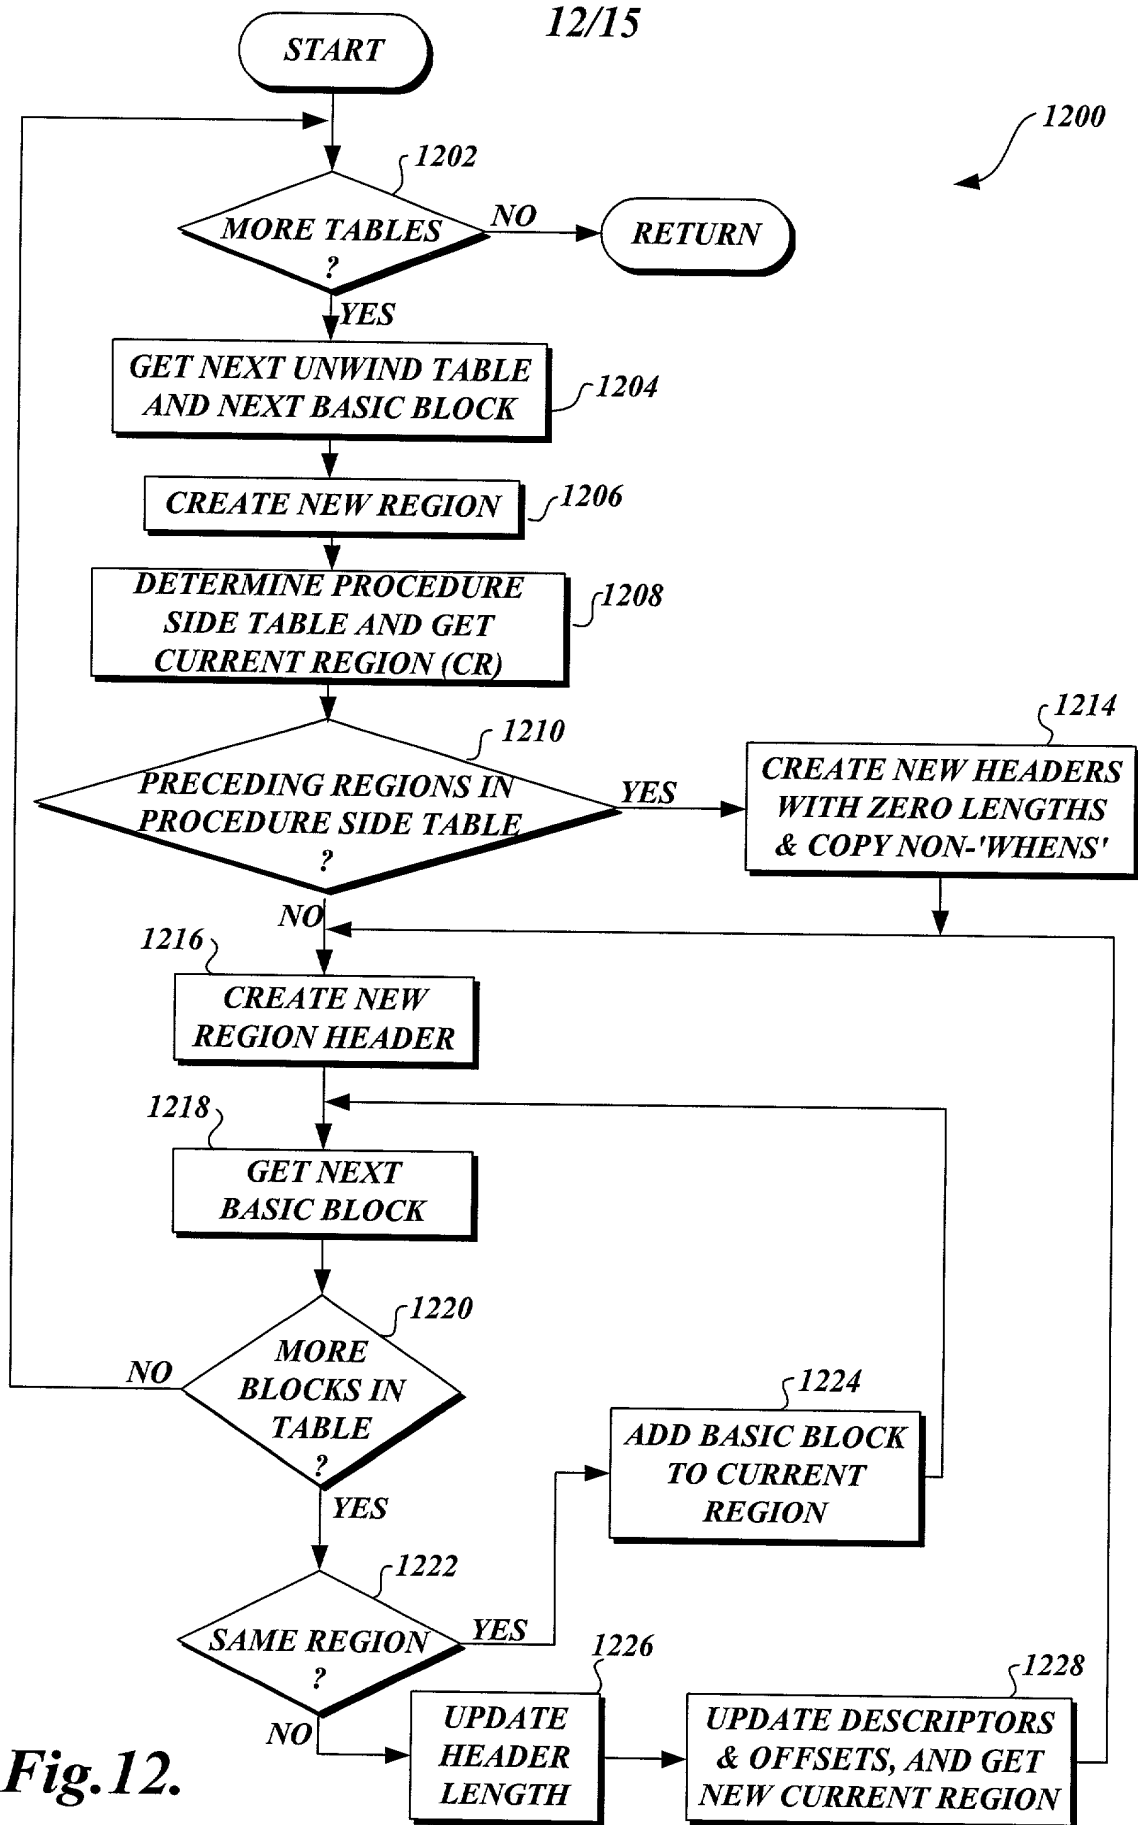 12/15
START
1200
1202
MORE TABLES
?
NO
RETURN
YES
GET NEXT UNWIND TABLE
AND NEXT BASIC BLOCK
1204
CREATE NEW REGION
1206
DETERMINE PROCEDURE
SIDE TABLE AND GET
CURRENT REGION (CR)
1208
1210
PRECEDING REGIONS IN
PROCEDURE SIDE TABLE
?
YES
1214
CREATE NEW HEADERS
WITH ZERO LENGTHS
& COPY NON-'WHENS'
NO
1216
CREATE NEW
REGION HEADER
1218
GET NEXT
BASIC BLOCK
1220
MORE
BLOCKS IN
TABLE
?
NO
YES
1224
ADD BASIC BLOCK
TO CURRENT
REGION
1222
SAME REGION
?
YES
NO
1226
UPDATE
HEADER
LENGTH
1228
UPDATE DESCRIPTORS
& OFFSETS, AND GET
NEW CURRENT REGION
Fig.12.